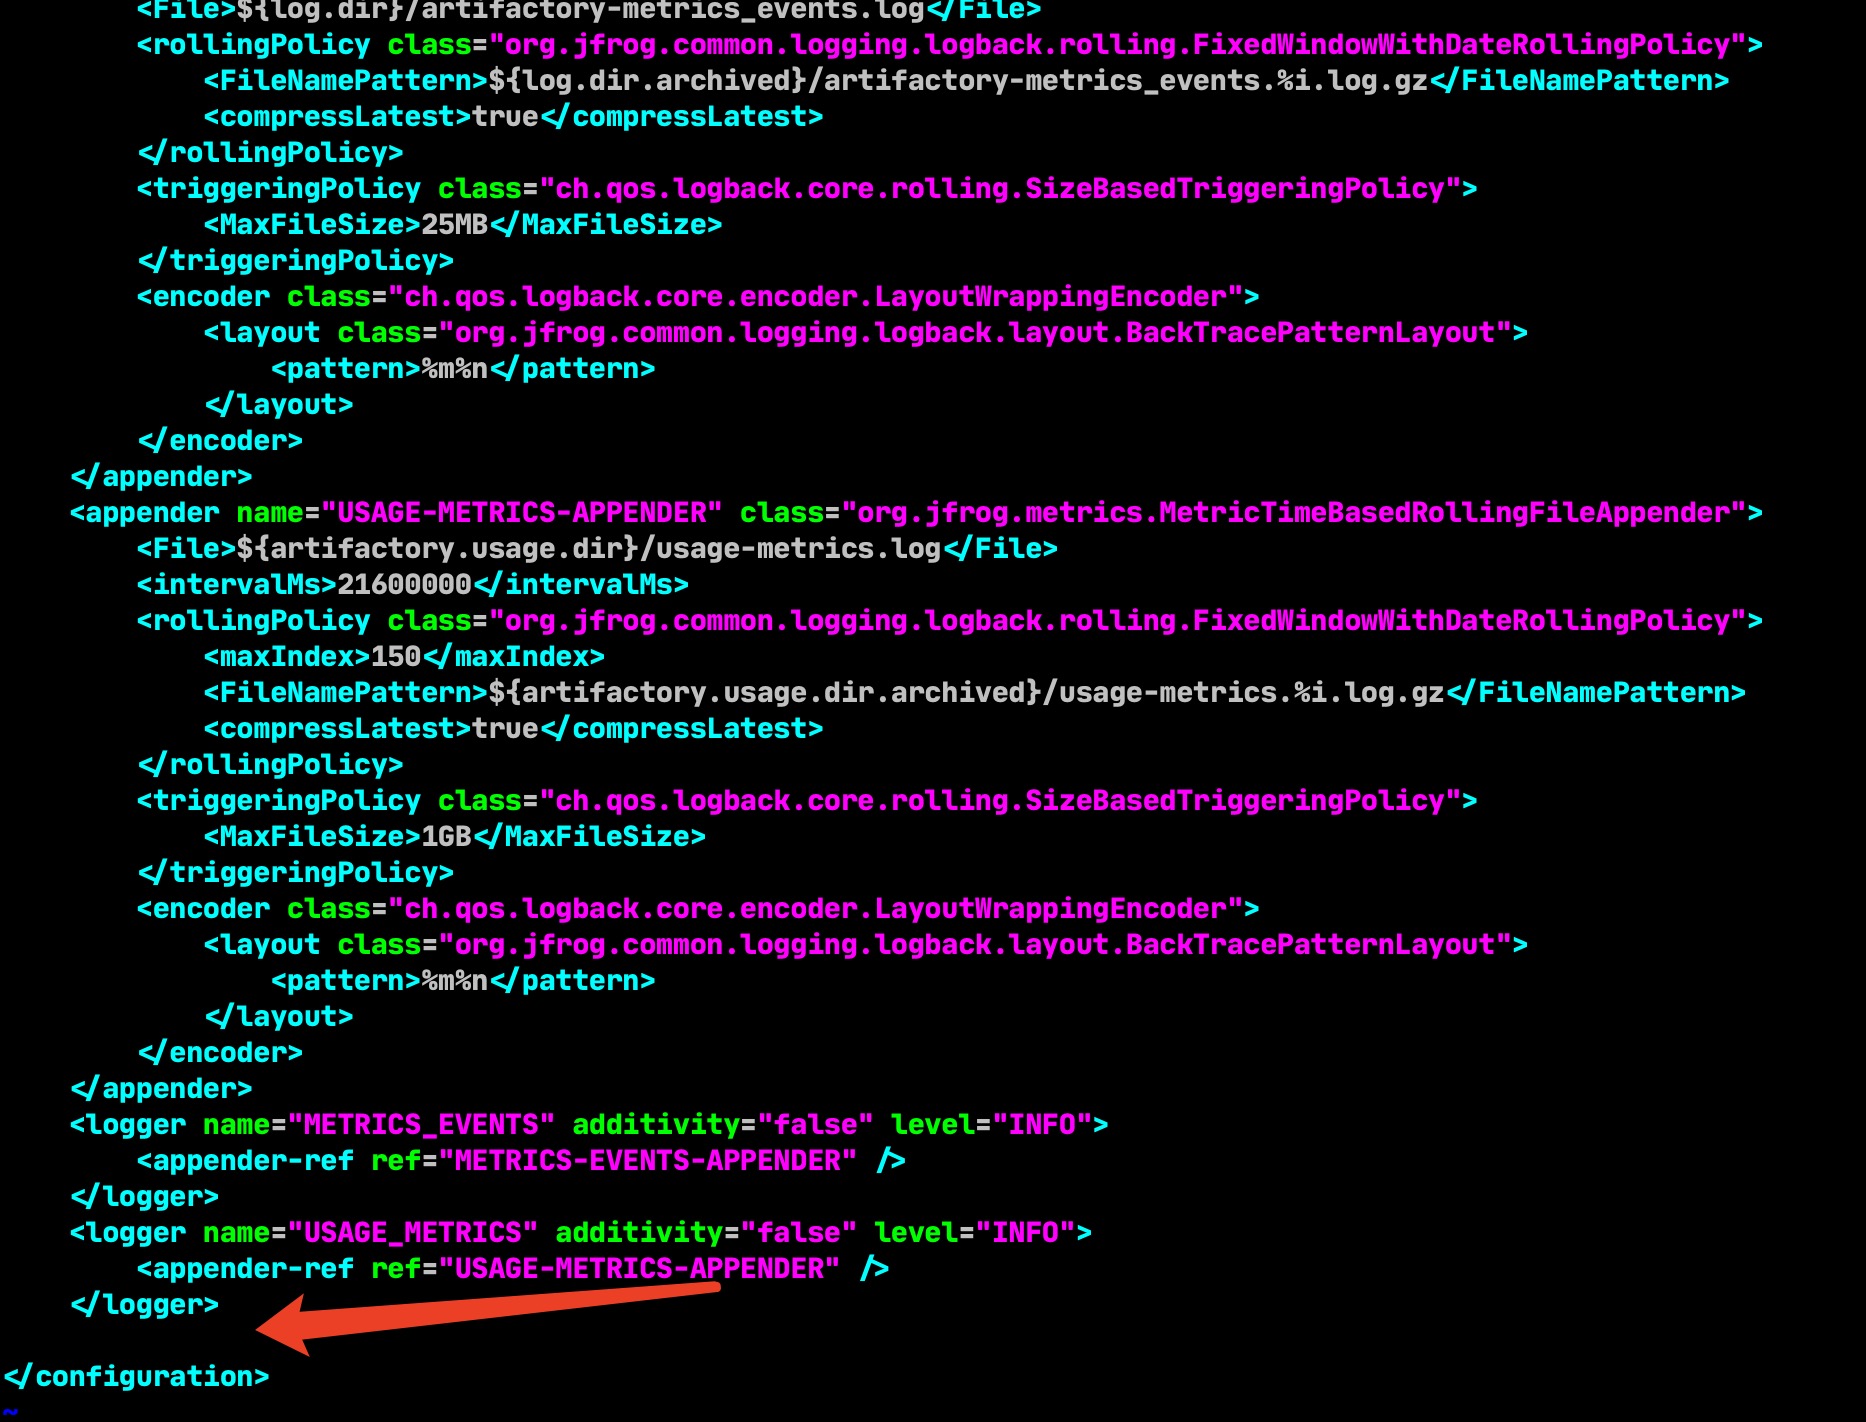 <File>${log.dir}/artifactory-metrics_events.log</File>
        <rollingPolicy class="org.jfrog.common.logging.logback.rolling.FixedWindowWithDateRollingPolicy">
            <FileNamePattern>${log.dir.archived}/artifactory-metrics_events.%i.log.gz</FileNamePattern>
            <compressLatest>true</compressLatest>
        </rollingPolicy>
        <triggeringPolicy class="ch.qos.logback.core.rolling.SizeBasedTriggeringPolicy">
            <MaxFileSize>25MB</MaxFileSize>
        </triggeringPolicy>
        <encoder class="ch.qos.logback.core.encoder.LayoutWrappingEncoder">
            <layout class="org.jfrog.common.logging.logback.layout.BackTracePatternLayout">
                <pattern>%m%n</pattern>
            </layout>
        </encoder>
    </appender>
    <appender name="USAGE-METRICS-APPENDER" class="org.jfrog.metrics.MetricTimeBasedRollingFileAppender">
        <File>${artifactory.usage.dir}/usage-metrics.log</File>
        <intervalMs>21600000</intervalMs>
        <rollingPolicy class="org.jfrog.common.logging.logback.rolling.FixedWindowWithDateRollingPolicy">
            <maxIndex>150</maxIndex>
            <FileNamePattern>${artifactory.usage.dir.archived}/usage-metrics.%i.log.gz</FileNamePattern>
            <compressLatest>true</compressLatest>
        </rollingPolicy>
        <triggeringPolicy class="ch.qos.logback.core.rolling.SizeBasedTriggeringPolicy">
            <MaxFileSize>1GB</MaxFileSize>
        </triggeringPolicy>
        <encoder class="ch.qos.logback.core.encoder.LayoutWrappingEncoder">
            <layout class="org.jfrog.common.logging.logback.layout.BackTracePatternLayout">
                <pattern>%m%n</pattern>
            </layout>
        </encoder>
    </appender>
    <logger name="METRICS_EVENTS" additivity="false" level="INFO">
        <appender-ref ref="METRICS-EVENTS-APPENDER" />
    </logger>
    <logger name="USAGE_METRICS" additivity="false" level="INFO">
        <appender-ref ref="USAGE-METRICS-APPENDER" />
    </logger>

</configuration>
~